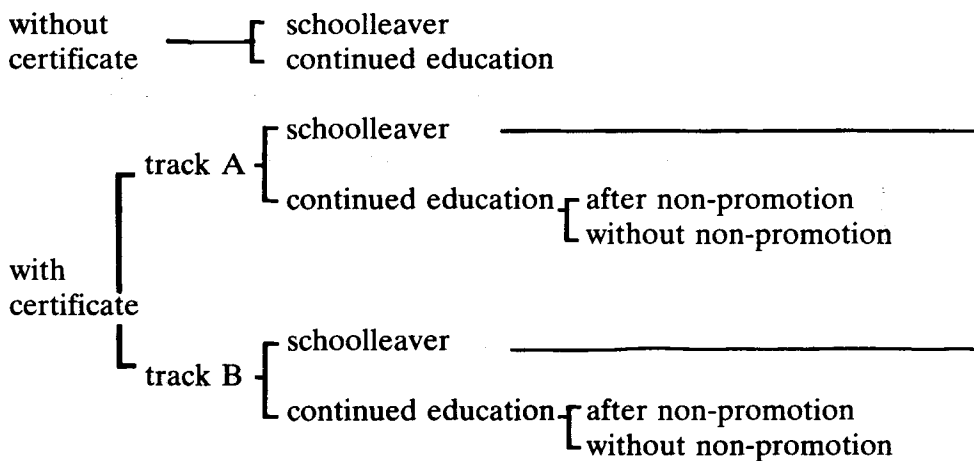 without
certificate
schoolleaver
continued education
with
certificate
track A
schoolleaver
continued education
after non-promotion
without non-promotion
track B
schoolleaver
continued education
after non-promotion
without non-promotion